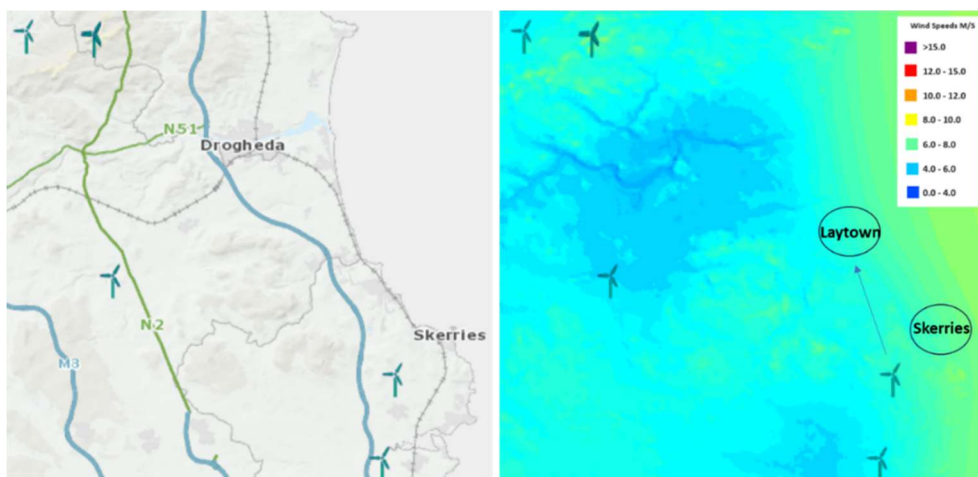 N51
Drogheda
N2
M3
Skerries
Wind Speeds M/S
>15.0
12.0 - 15.0
10.0 - 12.0
8.0 - 10.0
6.0 - 8.0
4.0 - 6.0
0.0 - 4.0
Laytown
Skerries